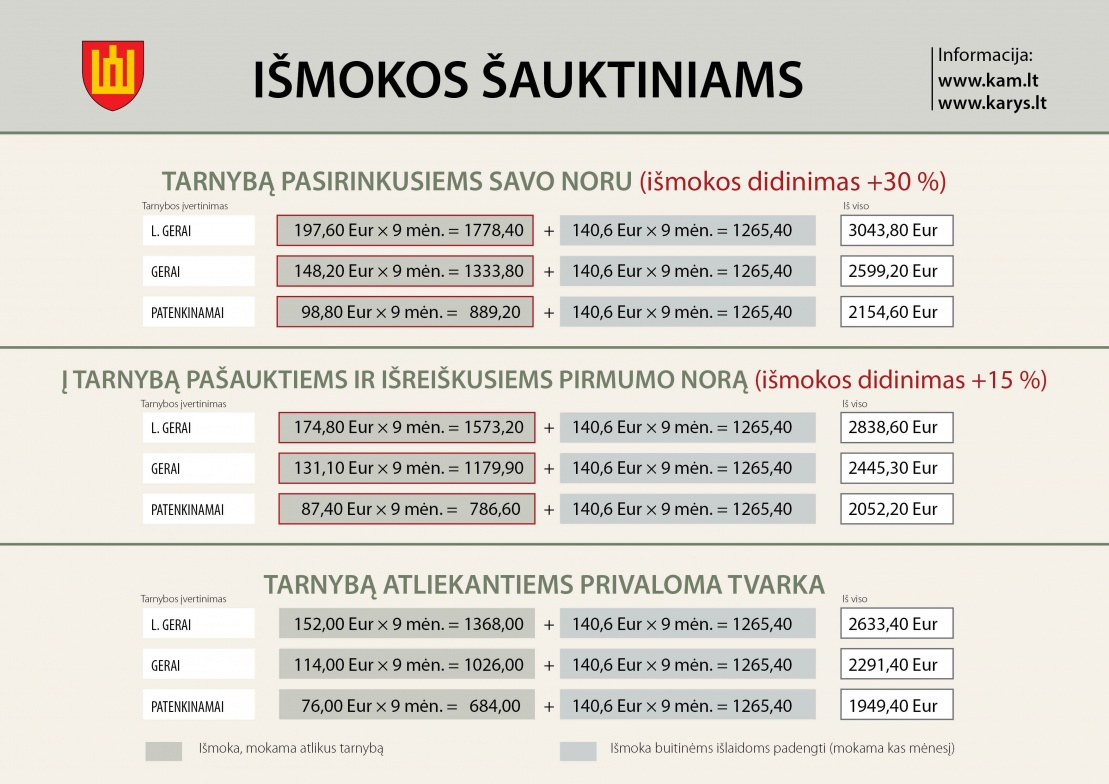 IŠMOKOS ŠAUKTINIAMS
Informacija:
www.kam.lt
www.karys.lt
TARNYBĄ PASIRINKUSIEMS SAVO NORU (išmokos didinimas +30 %)
Tarnybos įvertinimas Iš viso
L. GERAI 197,60 Eur × 9 mėn. = 1778,40 + 140,6 Eur × 9 mėn. = 1265,40 3043,80 Eur
GERAI 148,20 Eur × 9 mėn. = 1333,80 + 140,6 Eur × 9 mėn. = 1265,40 2599,20 Eur
PATENKINAMAI 98,80 Eur × 9 mėn. = 889,20 + 140,6 Eur × 9 mėn. = 1265,40 2154,60 Eur
Į TARNYBĄ PAŠAUKTIEMS IR IŠREIŠKUSIEMS PIRMUMO NORĄ (išmokos didinimas +15 %)
Tarnybos įvertinimas Iš viso
L. GERAI 174,80 Eur × 9 mėn. = 1573,20 + 140,6 Eur × 9 mėn. = 1265,40 2838,60 Eur
GERAI 131,10 Eur × 9 mėn. = 1179,90 + 140,6 Eur × 9 mėn. = 1265,40 2445,30 Eur
PATENKINAMAI 87,40 Eur × 9 mėn. = 786,60 + 140,6 Eur × 9 mėn. = 1265,40 2052,20 Eur
TARNYBĄ ATLIEKANTIEMS PRIVALOMA TVARKA
Tarnybos įvertinimas Iš viso
L. GERAI 152,00 Eur × 9 mėn. = 1368,00 + 140,6 Eur × 9 mėn. = 1265,40 2633,40 Eur
GERAI 114,00 Eur × 9 mėn. = 1026,00 + 140,6 Eur × 9 mėn. = 1265,40 2291,40 Eur
PATENKINAMAI 76,00 Eur × 9 mėn. = 684,00 + 140,6 Eur × 9 mėn. = 1265,40 1949,40 Eur
Išmoka, mokama atlikus tarnybą Išmoka buitinėms išlaidoms padengti (mokama kas mėnesį)